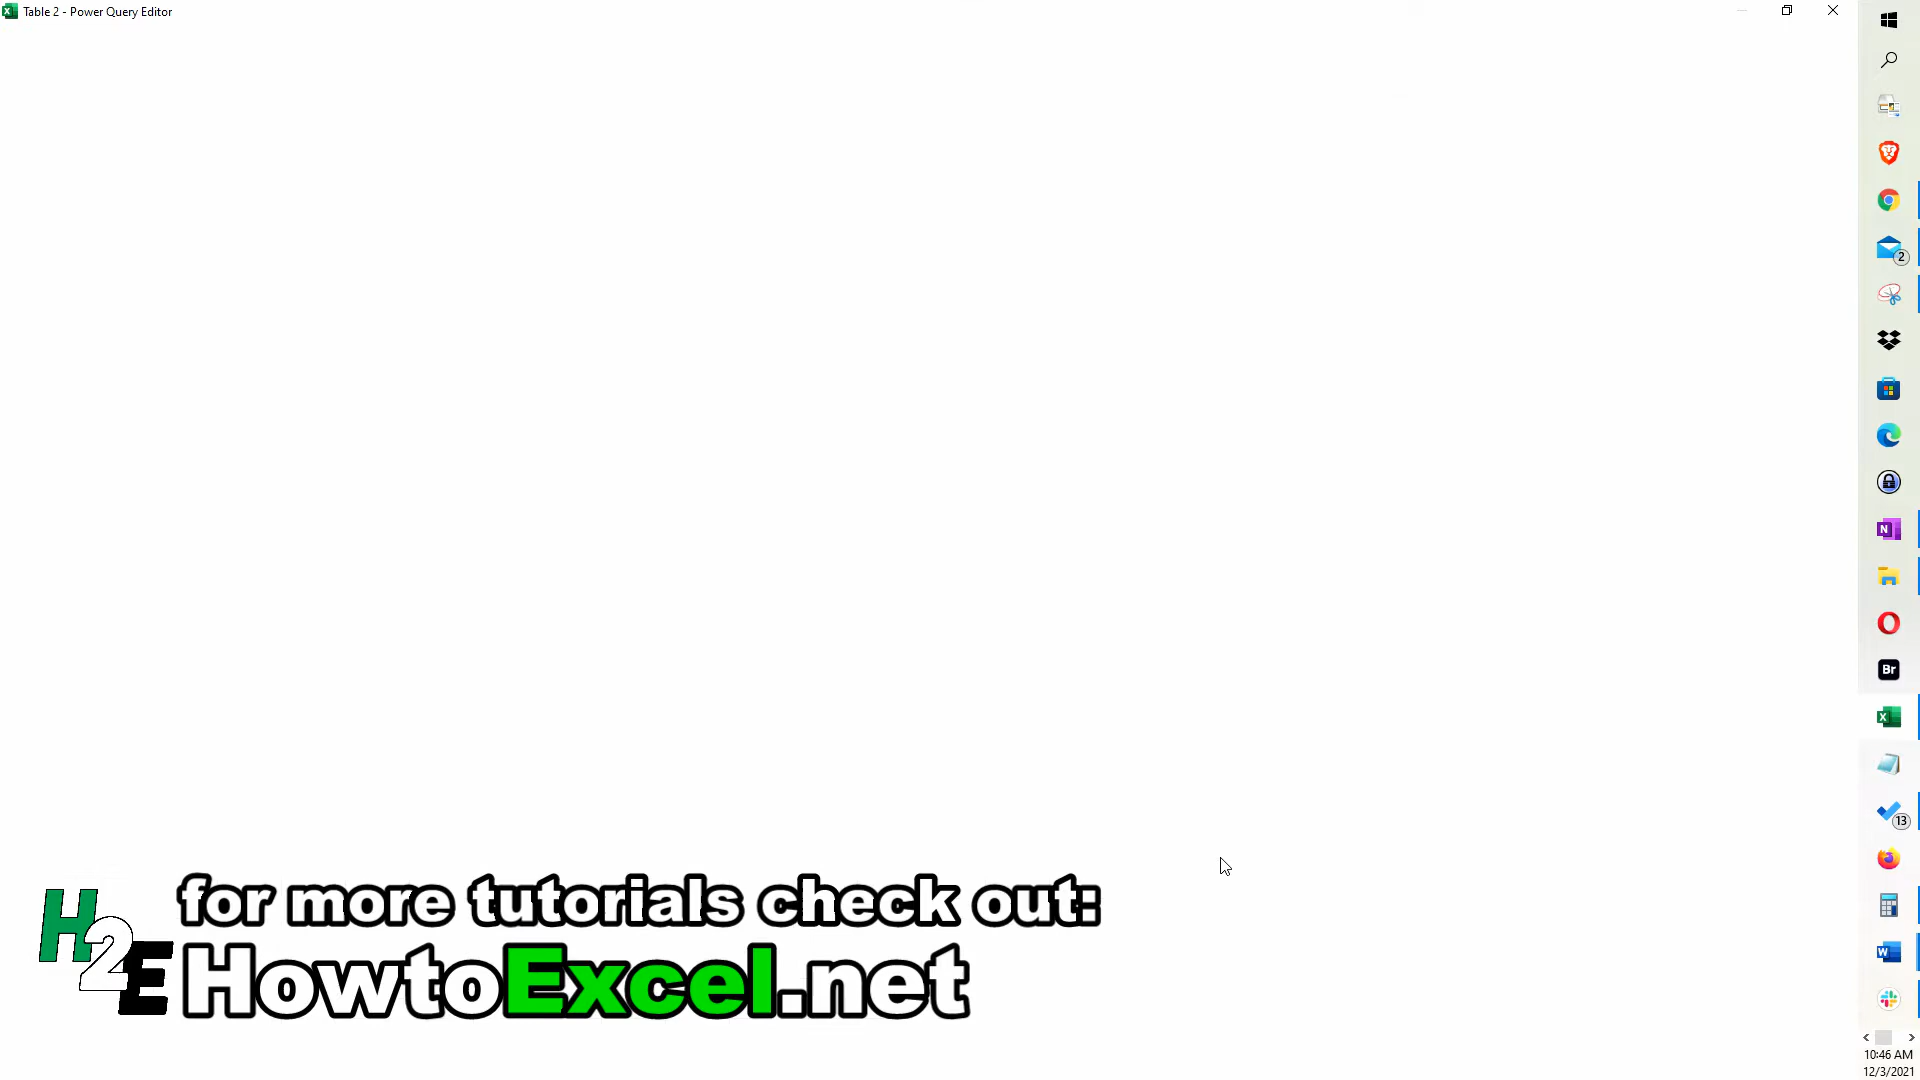 Table 2 - Power Query Editor
2
N
Br
X
13
W
for more tutorials check out:
H2E
HowtoExcel.net
10:46 AM
12/3/2021